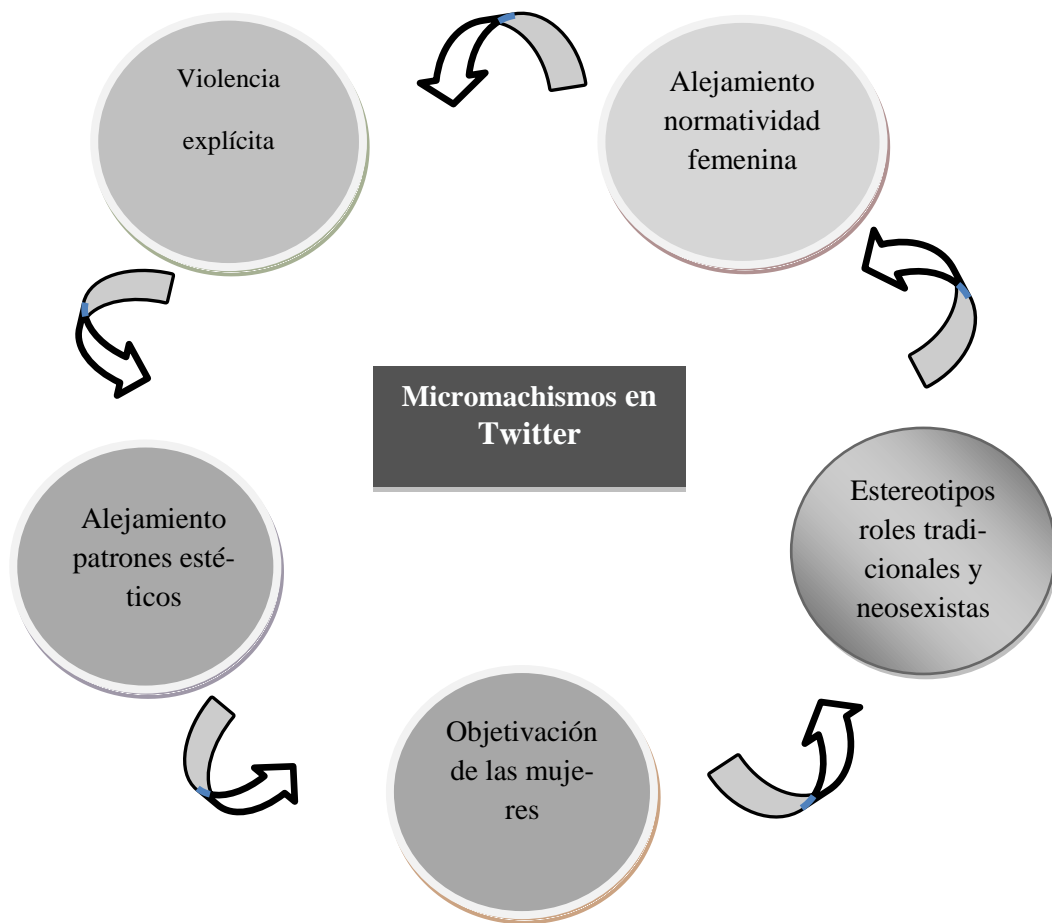 Violencia
explícita
Alejamiento
normatividad
femenina
Micromachismos en
Twitter
Alejamiento
patrones esté-
ticos
Estereotipos
roles tradi-
cionales y
neosexistas
Objetivación
de las muje-
res